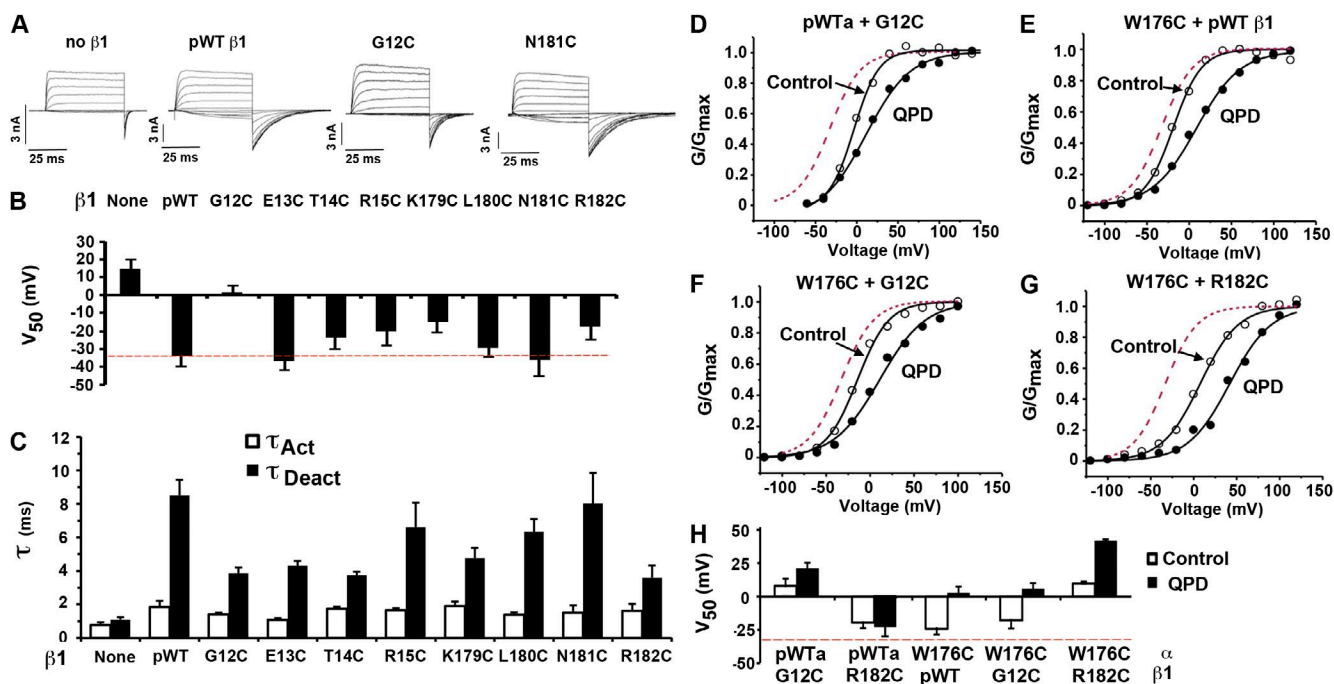 A
no β1
pWT β1
G12C
N181C
3 nA
25 ms
3 nA
25 ms
3 nA
25 ms
3 nA
25 ms
B
β1 None pWT G12C E13C T14C R15C K179C L180C N181C R182C
V50 (mV)
30
20
10
0
-10
-20
-30
-40
-50
C
τAct
τDeact
τ (ms)
12
10
8
6
4
2
0
β1 None pWT G12C E13C T14C R15C K179C L180C N181C R182C
D
pWTa + G12C
Control
QPD
G/Gmax
1.0
0.8
0.6
0.4
0.2
0
-100 -50 0 50 100 150
Voltage (mV)
E
W176C + pWT β1
Control
QPD
G/Gmax
1.0
0.8
0.6
0.4
0.2
0
-100 -50 0 50 100 150
Voltage (mV)
F
W176C + G12C
Control
QPD
G/Gmax
1.0
0.8
0.6
0.4
0.2
0
-100 -50 0 50 100 150
Voltage (mV)
G
W176C + R182C
Control
QPD
G/Gmax
1.0
0.8
0.6
0.4
0.2
0
-100 -50 0 50 100 150
Voltage (mV)
H
Control
QPD
V50 (mV)
50
25
0
-25
-50
pWTa pWTa W176C W176C W176C α
G12C R182C pWT G12C R182C β1